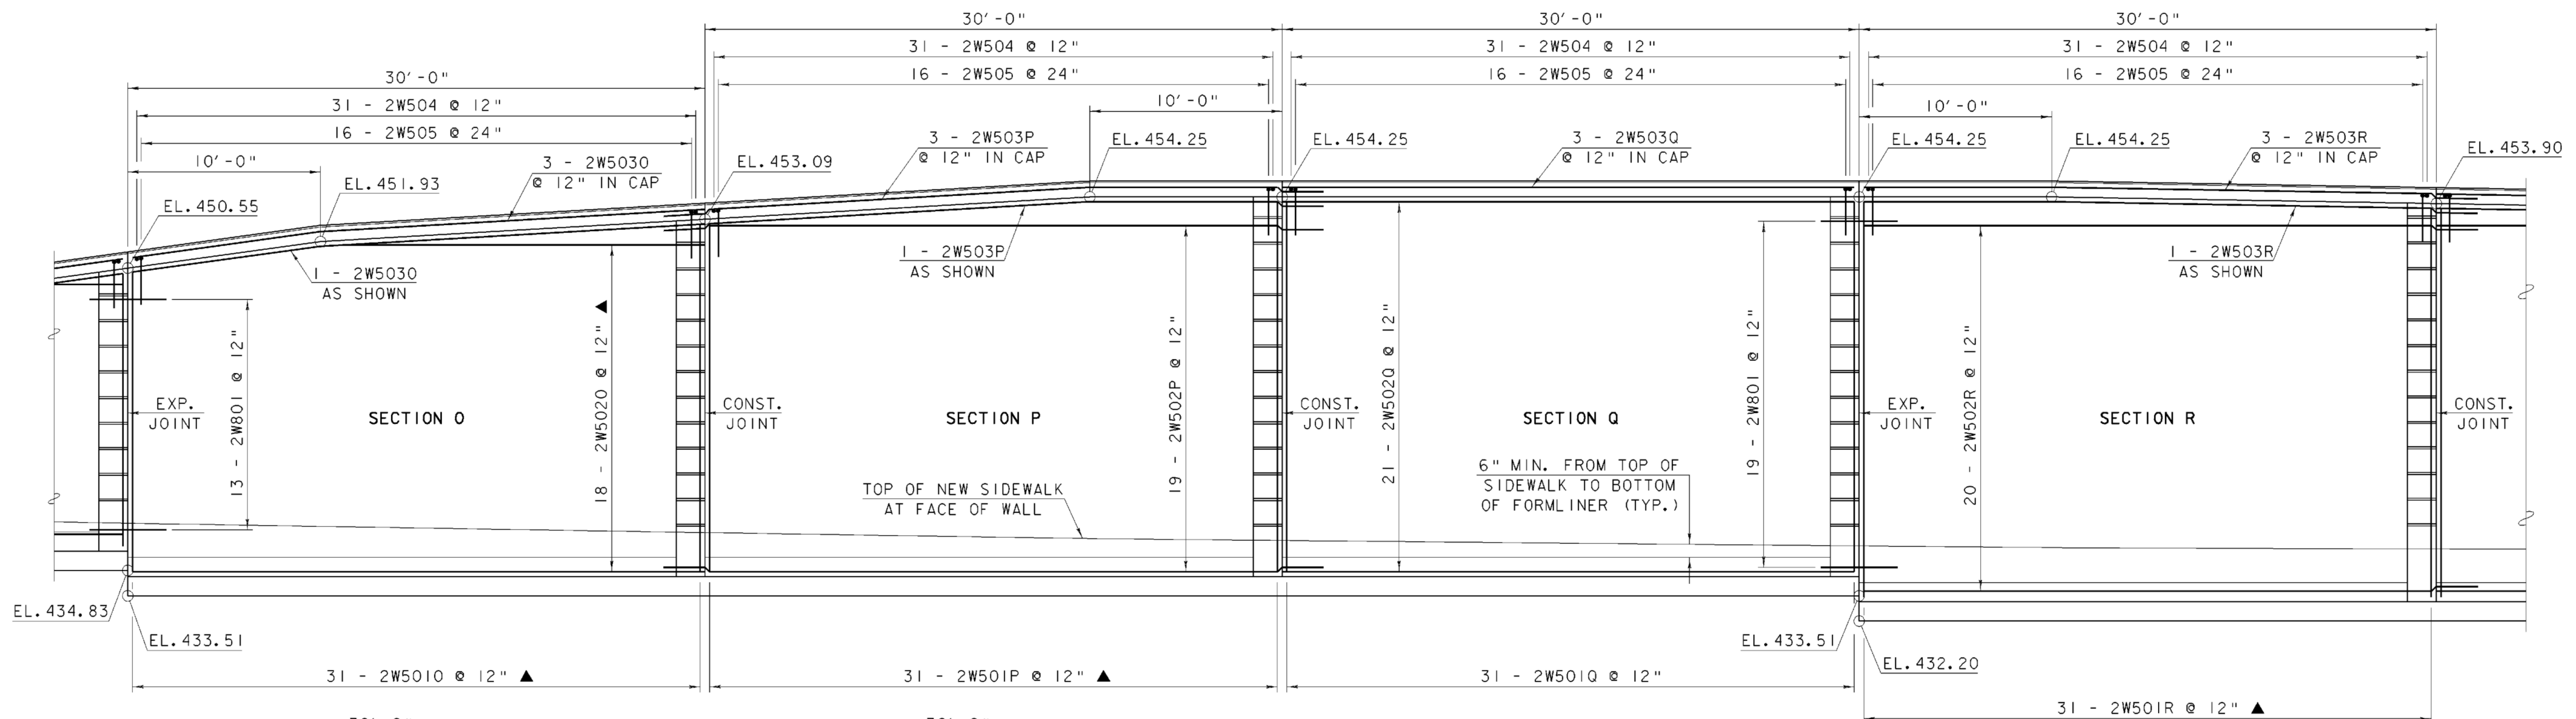 30'-0"
30'-0"
30'-0"
31 - 2W504 @ 12"
31 - 2W504 @ 12"
31 - 2W504 @ 12"
30'-0"
16 - 2W505 @ 24"
16 - 2W505 @ 24"
16 - 2W505 @ 24"
31 - 2W504 @ 12"
10'-0"
10'-0"
16 - 2W505 @ 24"
3 - 2W503P
@ 12" IN CAP
EL.454.25
EL.454.25
3 - 2W503Q
@ 12" IN CAP
EL.454.25
EL.454.25
3 - 2W503R
@ 12" IN CAP
EL.453.90
10'-0"
3 - 2W503O
@ 12" IN CAP
EL.453.09
EL.451.93
EL.450.55
1 - 2W503O
AS SHOWN
1 - 2W503P
AS SHOWN
1 - 2W503R
AS SHOWN
13 - 2W801 @ 12"
18 - 2W502O @ 12" ▲
19 - 2W502P @ 12"
21 - 2W502Q @ 12"
19 - 2W801 @ 12"
20 - 2W502R @ 12"
EXP.
JOINT
SECTION O
CONST.
JOINT
SECTION P
CONST.
JOINT
SECTION Q
EXP.
JOINT
SECTION R
CONST.
JOINT
TOP OF NEW SIDEWALK
AT FACE OF WALL
6" MIN. FROM TOP OF
SIDEWALK TO BOTTOM
OF FORMLINER (TYP.)
EL.434.83
EL.433.51
EL.433.51
EL.432.20
31 - 2W501O @ 12" ▲
31 - 2W501P @ 12" ▲
31 - 2W501Q @ 12"
31 - 2W501R @ 12" ▲